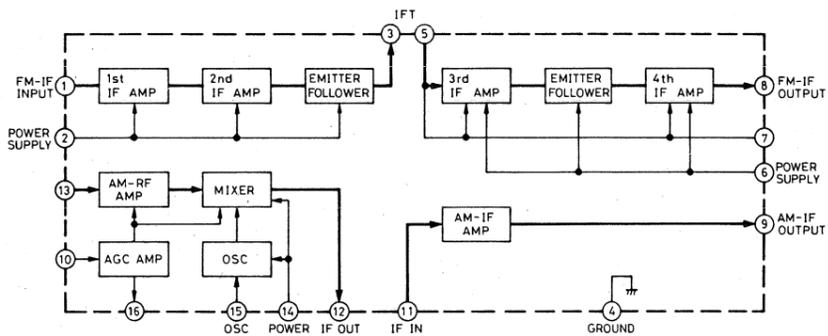 IFT
3
5
FM-IF
INPUT
1
1st
IF AMP
2nd
IF AMP
EMITTER
FOLLOWER
3rd
IF AMP
EMITTER
FOLLOWER
4th
IF AMP
8
FM-IF
OUTPUT
POWER
SUPPLY
2
7
6
POWER
SUPPLY
13
AM-RF
AMP
MIXER
AM-IF
AMP
9
AM-IF
OUTPUT
10
AGC AMP
OSC
16
15
14
12
11
4
OSC
POWER
IF OUT
IF IN
GROUND